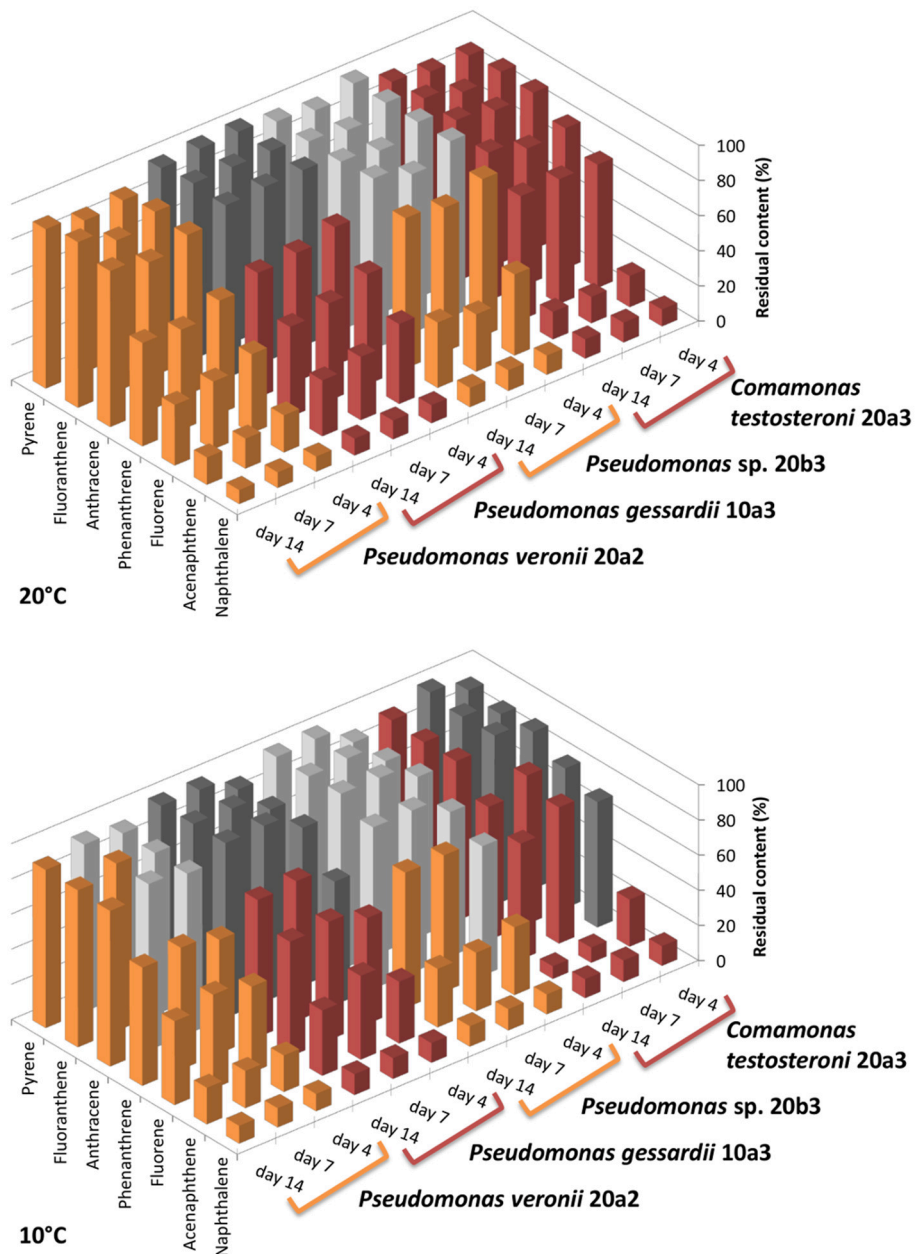 100
80
60
40
20
0
Residual content (%)
Pyrene
Fluoranthene
Anthracene
Phenanthrene
Fluorene
Acenaphthene
Naphthalene
day 14
day 7
day 4
day 14
day 7
day 4
day 14
day 7
day 4
day 14
day 7
day 4
Comamonas
testosteroni 20a3
Pseudomonas sp. 20b3
Pseudomonas gessardii 10a3
Pseudomonas veronii 20a2
20°C
100
80
60
40
20
0
Residual content (%)
Pyrene
Fluoranthene
Anthracene
Phenanthrene
Fluorene
Acenaphthene
Naphthalene
day 14
day 7
day 4
day 14
day 7
day 4
day 14
day 7
day 4
day 14
day 7
day 4
Comamonas
testosteroni 20a3
Pseudomonas sp. 20b3
Pseudomonas gessardii 10a3
Pseudomonas veronii 20a2
10°C